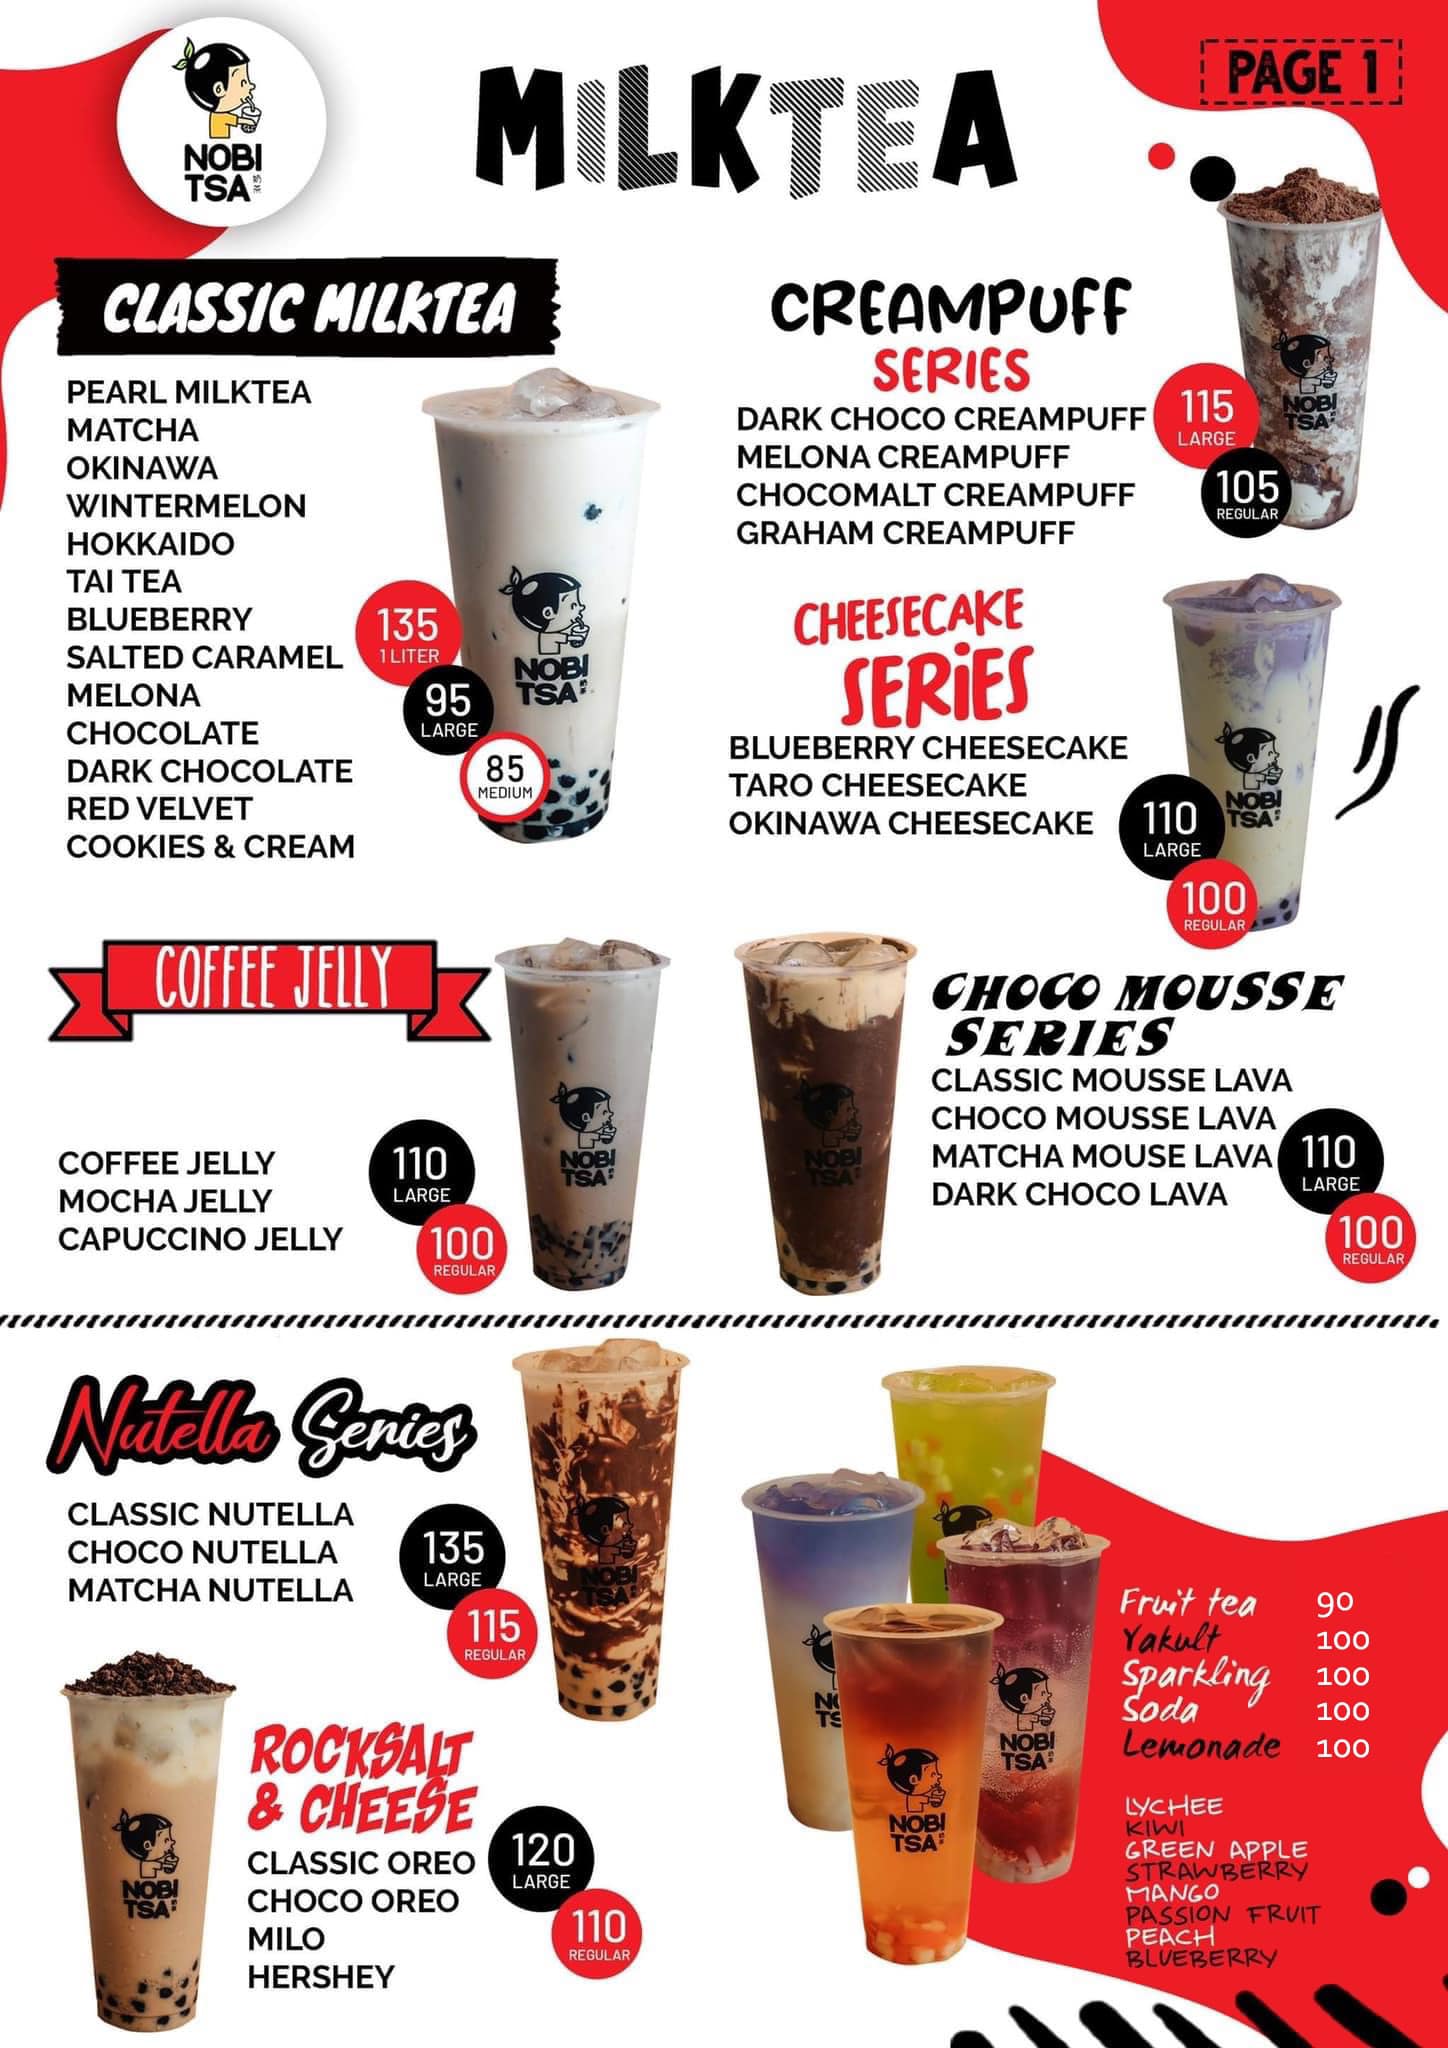 NOBI
TSA
奶
茶
MiLKTEA
PAGE 1
CLASSIC MILKTEA
PEARL MILKTEA
MATCHA
OKINAWA
WINTERMELON
HOKKAIDO
TAI TEA
BLUEBERRY
SALTED CARAMEL
MELONA
CHOCOLATE
DARK CHOCOLATE
RED VELVET
COOKIES & CREAM
135
1 LITER
95
LARGE
85
MEDIUM
NOBI
TSA
CREAMPUFF
SERIES
DARK CHOCO CREAMPUFF
MELONA CREAMPUFF
CHOCOMALT CREAMPUFF
GRAHAM CREAMPUFF
115
LARGE
105
REGULAR
NOBI
TSA
CHEESECAKE
SERiES
BLUEBERRY CHEESECAKE
TARO CHEESECAKE
OKINAWA CHEESECAKE
110
LARGE
100
REGULAR
NOBI
TSA
COFFEE JELLY
COFFEE JELLY
MOCHA JELLY
CAPUCCINO JELLY
110
LARGE
100
REGULAR
NOBI
TSA
NOBI
TSA
CHOCO MOUSSE
SERIES
CLASSIC MOUSSE LAVA
CHOCO MOUSSE LAVA
MATCHA MOUSE LAVA
DARK CHOCO LAVA
110
LARGE
100
REGULAR
Nutella Series
CLASSIC NUTELLA
CHOCO NUTELLA
MATCHA NUTELLA
135
LARGE
115
REGULAR
NOBI
TSA
ROCKSALT
& CHEESE
CLASSIC OREO
CHOCO OREO
MILO
HERSHEY
120
LARGE
110
REGULAR
NOBI
TSA
NO
TS
NOBI
TSA
NOBI
TSA
Fruit tea 90
Yakult 100
Sparkling 100
Soda 100
Lemonade 100
LYCHEE
KIWI
GREEN APPLE
STRAWBERRY
MANGO
PASSION FRUIT
PEACH
BLUEBERRY